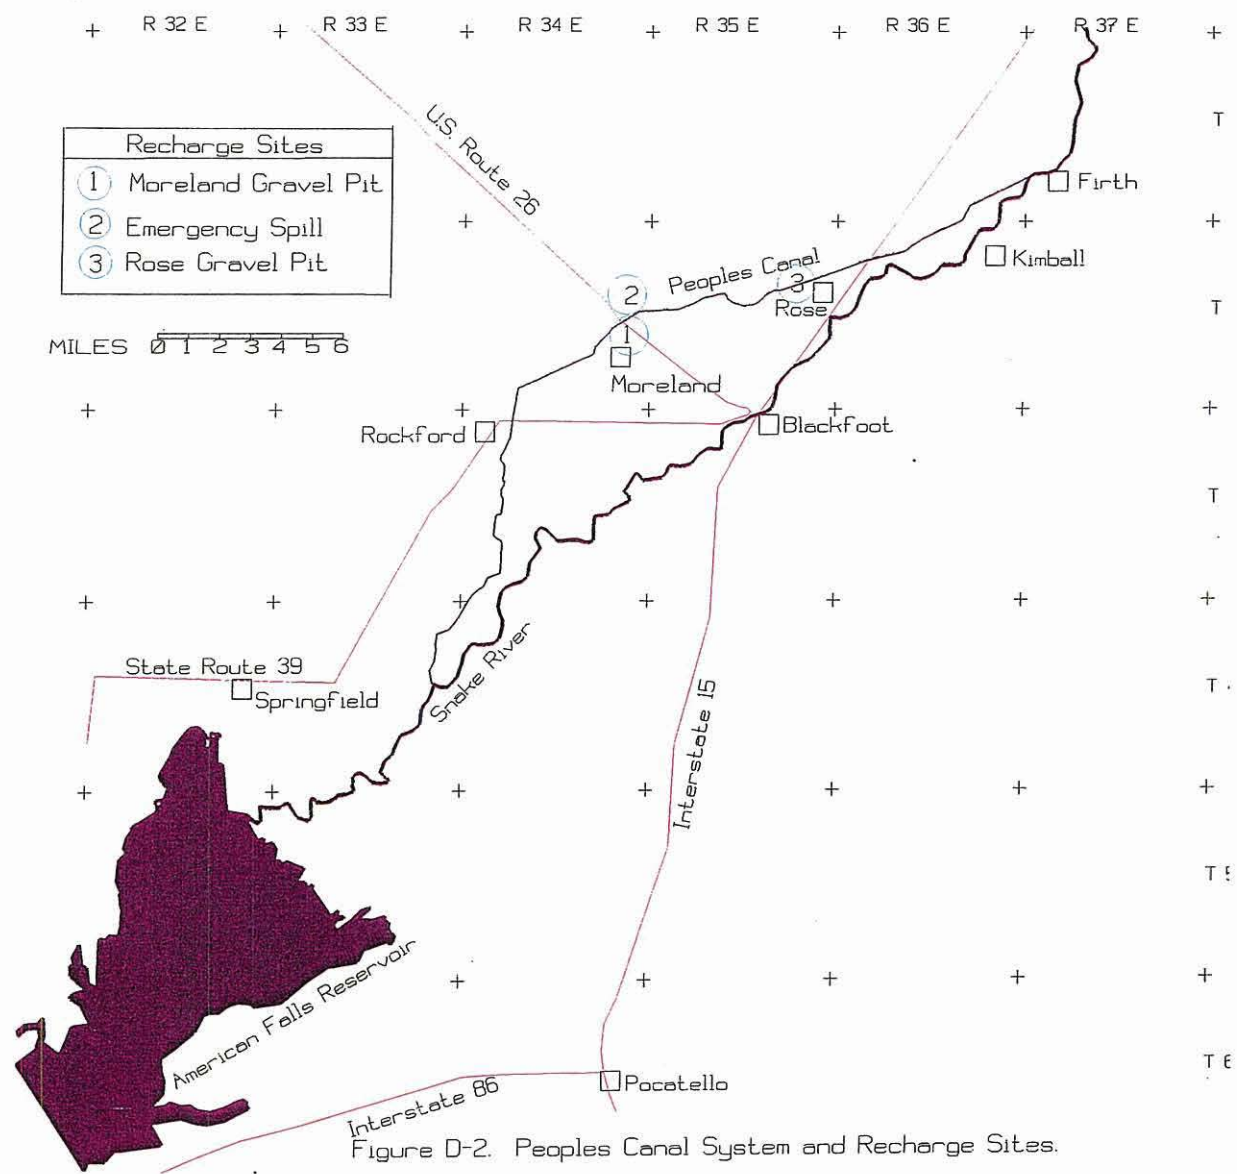 R 32 E R 33 E R 34 E R 35 E R 36 E R 37 E
T
U.S. Route 26
Recharge Sites
1 Moreland Gravel Pit
2 Emergency Spill
3 Rose Gravel Pit
Firth
Kimball
Peoples Canal
3
2
Rose
T
1
MILES 0 1 2 3 4 5 6
Moreland
Rockford
Blackfoot
T
State Route 39
Springfield
Snake River
Interstate 15
T
T 5
American Falls Reservoir
T 6
Pocatello
Interstate 86
Figure D-2. Peoples Canal System and Recharge Sites.